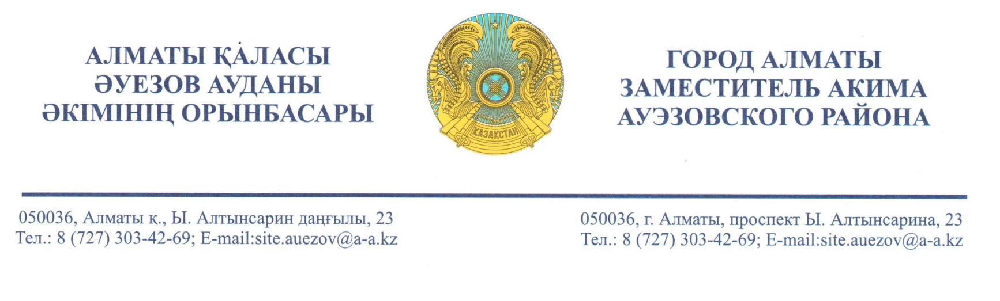 АЛМАТЫ ҚАЛАСЫ
ӘУЕЗОВ АУДАНЫ
ӘКІМІНІҢ ОРЫНБАСАРЫ
ҚАЗАҚСТАН
ГОРОД АЛМАТЫ
ЗАМЕСТИТЕЛЬ АКИМА
АУЭЗОВСКОГО РАЙОНА
050036, Алматы қ., Ы. Алтынсарин даңғылы, 23
Тел.: 8 (727) 303-42-69; E-mail:site.auezov@a-a.kz
050036, г. Алматы, проспект Ы. Алтынсарина, 23
Тел.: 8 (727) 303-42-69; E-mail:site.auezov@a-a.kz